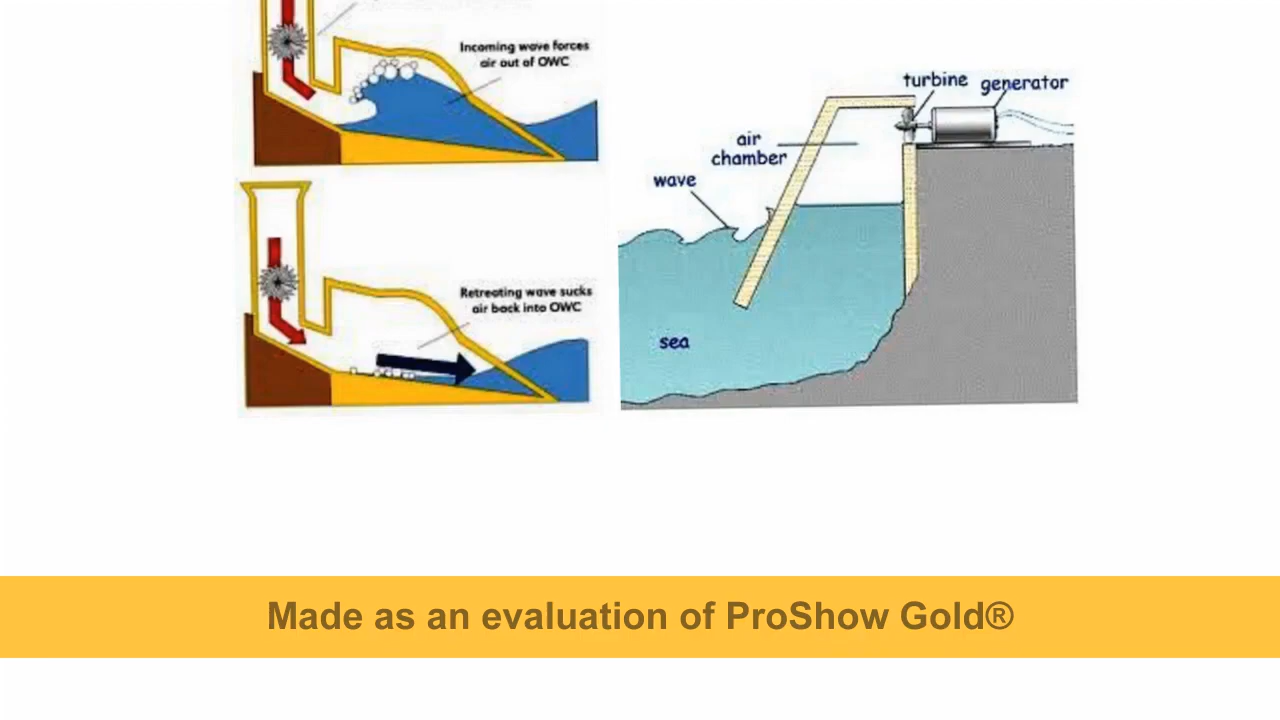 Incoming wave forces
air out of OWC
Retreating wave sucks
air back into OWC
turbine
generator
air
chamber
wave
sea
Made as an evaluation of ProShow Gold®